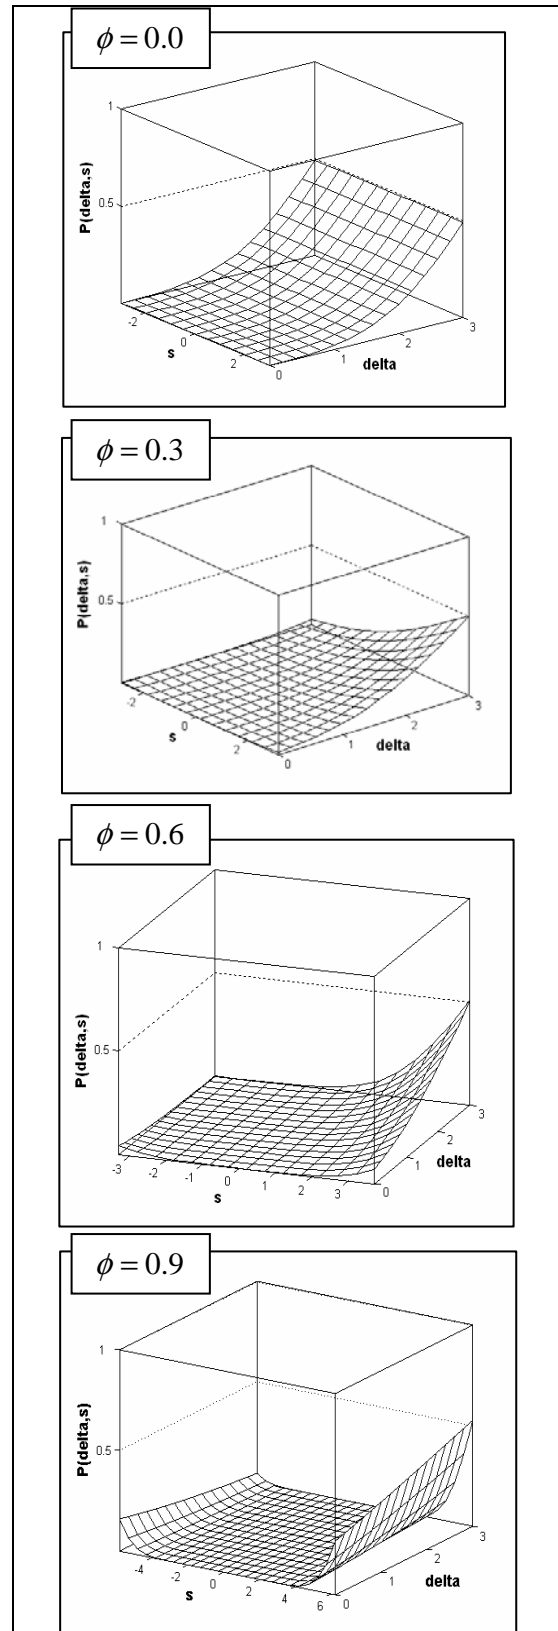 ϕ = 0.0
1
0.5
P(delta,s)
-2
0
2
s
0
1
2
3
delta
ϕ = 0.3
1
0.5
P(delta,s)
-2
0
2
s
0
1
2
3
delta
ϕ = 0.6
1
0.5
P(delta,s)
-3
-2
-1
0
1
2
3
s
0
1
2
3
delta
ϕ = 0.9
1
0.5
P(delta,s)
-4
-2
0
2
4
6
s
0
1
2
3
delta